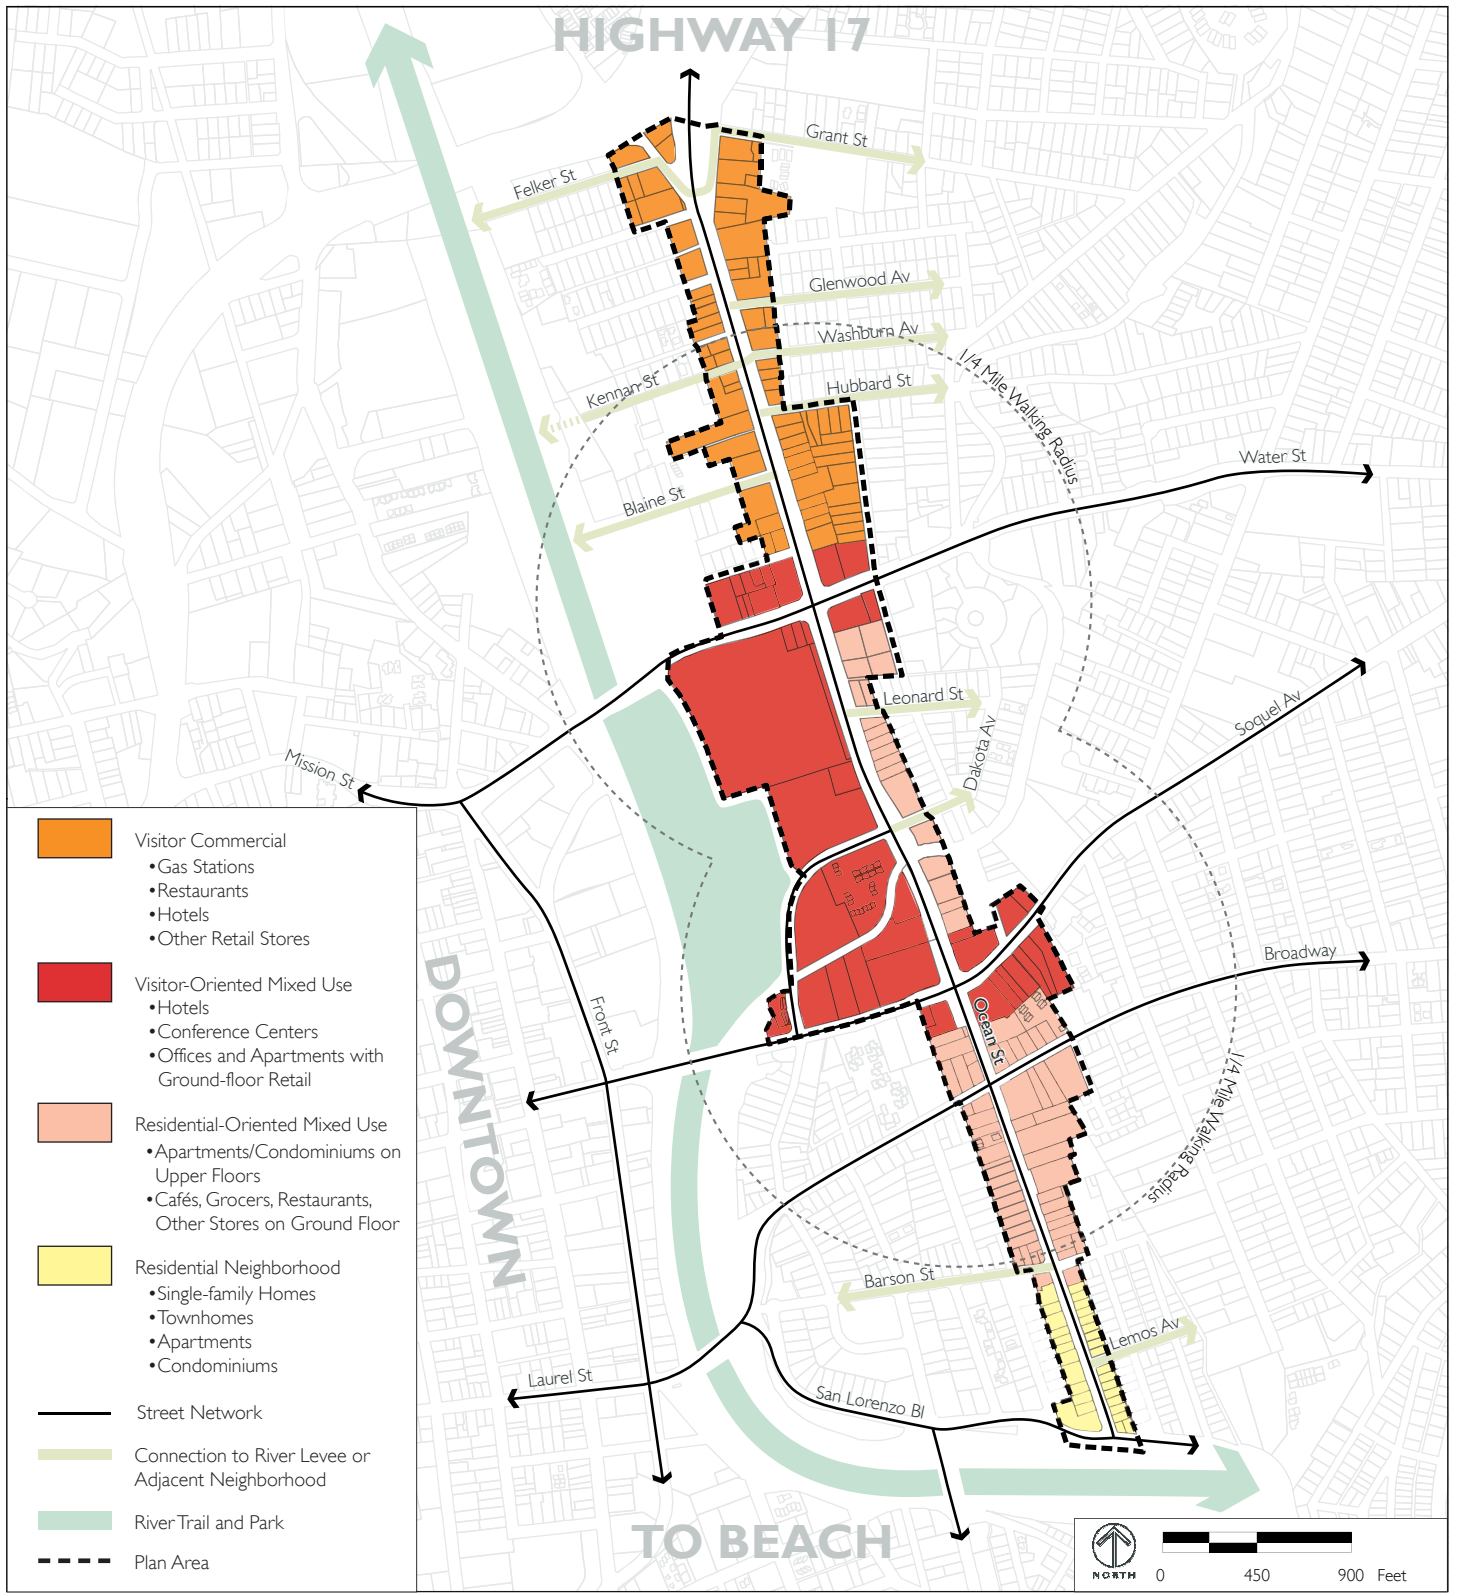 HIGHWAY 17
Grant St
Felker St
Glenwood Av
Washburn Av
1/4 Mile Walking Radius
Kennan St
Hubbard St
Water St
Blaine St
Leonard St
Soquel Av
Dakota Av
Mission St
Visitor Commercial
•Gas Stations
•Restaurants
•Hotels
•Other Retail Stores
Visitor-Oriented Mixed Use
•Hotels
•Conference Centers
•Offices and Apartments with
Ground-floor Retail
Residential-Oriented Mixed Use
•Apartments/Condominiums on
Upper Floors
•Cafés, Grocers, Restaurants,
Other Stores on Ground Floor
Residential Neighborhood
•Single-family Homes
•Townhomes
•Apartments
•Condominiums
Street Network
Connection to River Levee or
Adjacent Neighborhood
River Trail and Park
Plan Area
DOWNTOWN
Front St
Broadway
Ocean St
1/4 Mile Walking Radius
Barson St
Lemos Av
Laurel St
San Lorenzo Bl
TO BEACH
NORTH
0 450 900 Feet